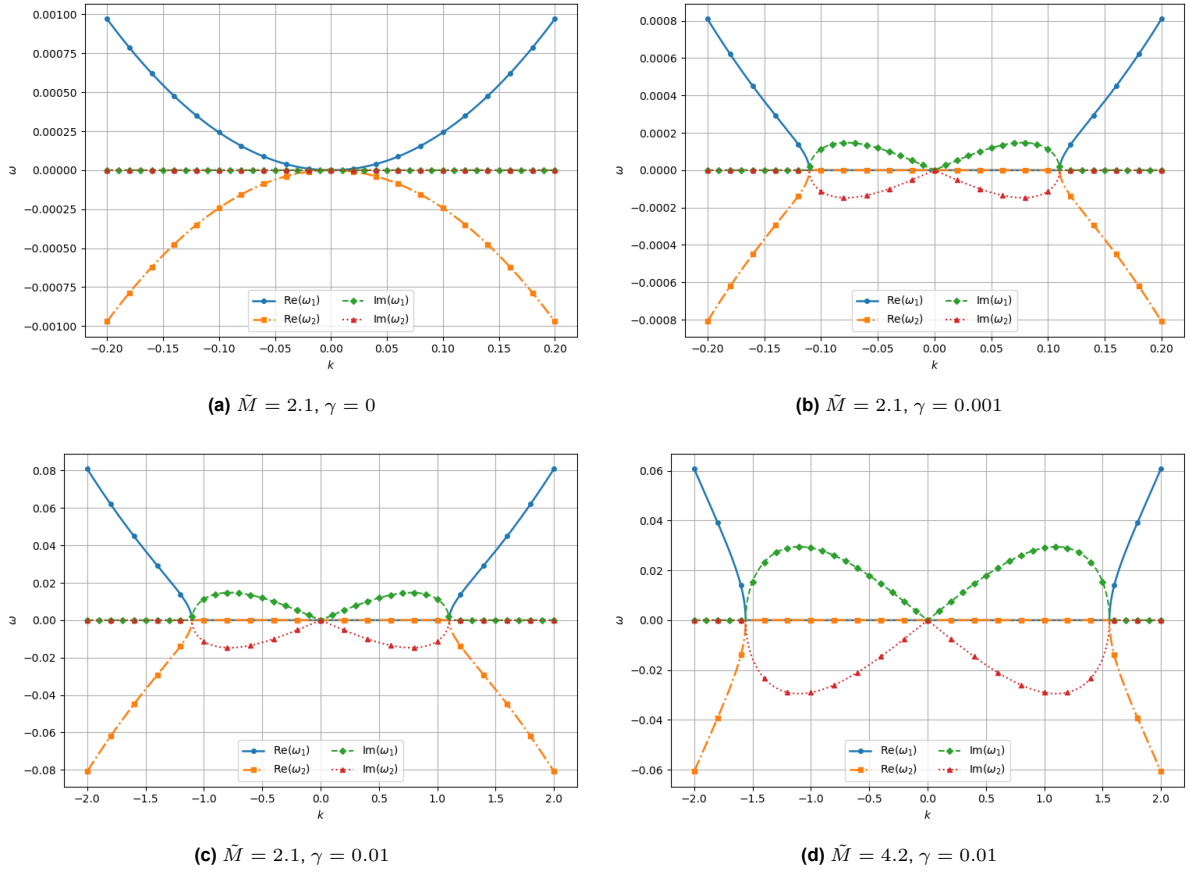 0.00100
0.00075
0.00050
0.00025
0.00000
−0.00025
−0.00050
−0.00075
−0.00100
ω
Re(ω₁) Im(ω₁)
Re(ω₂) Im(ω₂)
−0.20 −0.15 −0.10 −0.05 0.00 0.05 0.10 0.15 0.20
k
(a) M̃ = 2.1, γ = 0
0.0008
0.0006
0.0004
0.0002
0.0000
−0.0002
−0.0004
−0.0006
−0.0008
ω
Re(ω₁) Im(ω₁)
Re(ω₂) Im(ω₂)
−0.20 −0.15 −0.10 −0.05 0.00 0.05 0.10 0.15 0.20
k
(b) M̃ = 2.1, γ = 0.001
0.08
0.06
0.04
0.02
0.00
−0.02
−0.04
−0.06
−0.08
ω
Re(ω₁) Im(ω₁)
Re(ω₂) Im(ω₂)
−2.0 −1.5 −1.0 −0.5 0.0 0.5 1.0 1.5 2.0
k
(c) M̃ = 2.1, γ = 0.01
0.06
0.04
0.02
0.00
−0.02
−0.04
−0.06
ω
Re(ω₁) Im(ω₁)
Re(ω₂) Im(ω₂)
−2.0 −1.5 −1.0 −0.5 0.0 0.5 1.0 1.5 2.0
k
(d) M̃ = 4.2, γ = 0.01